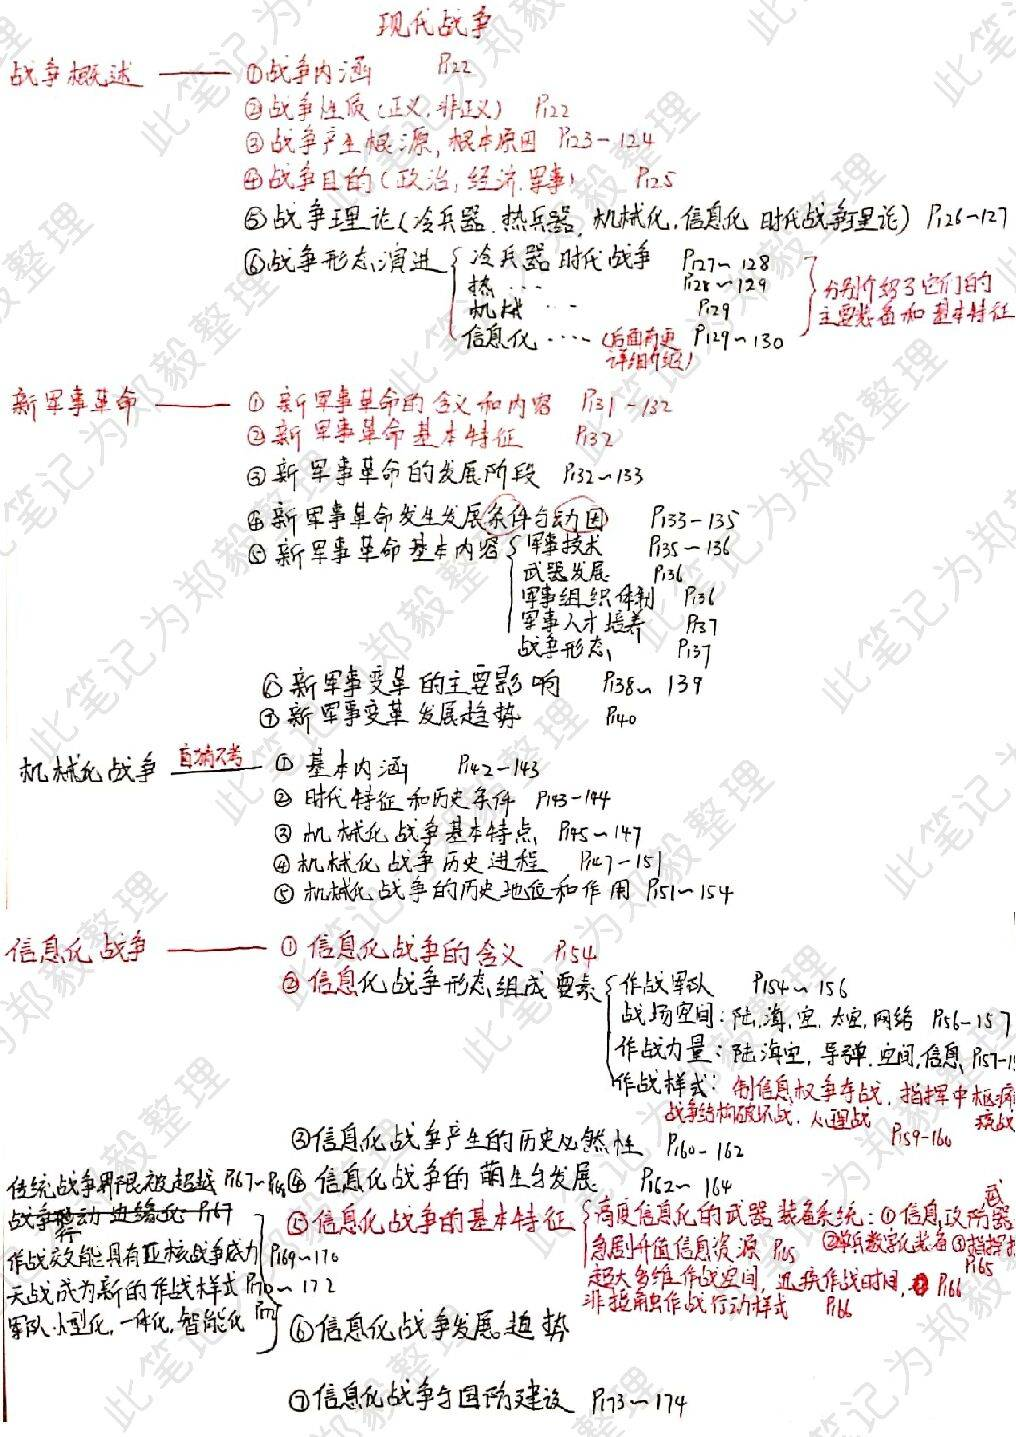 现代战争
战争概述 —— ①战争内涵 P122
②战争性质(正义,非正义) P122
③战争产生根源,根本原因 P123-124
④战争目的(政治,经济,军事) P125
⑤战争理论(冷兵器,热兵器,机械化,信息化时代战争理论) P126~127
⑥战争形态演进 { 冷兵器时代战争 P127~128
热 ··· P128~129
机械 ··· P129
信息化 ···· (后面有更详细介绍) P129~130
} 分别介绍了它们的
主要装备和基本特征
新军事革命 —— ① 新军事革命的含义和内容 P131-132
② 新军事革命基本特征 P132
③ 新军事革命的发展阶段 P132~133
④ 新军事革命发生发展条件与动因 P133-135
⑤ 新军事革命基本内容 { 军事技术 P135~136
武器发展 P136
军事组织体制 P136
军事人才培养 P137
战争形态 P137
⑥ 新军事变革的主要影响 P138~139
⑦ 新军事变革发展趋势 P140
机械化战争 —— ① 基本内涵 P142-143
② 时代特征和历史条件 P143-144
③ 机械化战争基本特点 P145~147
④机械化战争历史进程 P147-151
⑤ 机械化战争的历史地位和作用 P151~154
信息化战争 —— ① 信息化战争的含义 P154
② 信息化战争形态组成要素 { 作战军队 P154~156
战场空间:陆,海,空,太空,网络 P156-157
作战力量:陆海空,导弹,空间,信息 P157-15
作战样式: 制信息权争夺战,指挥中枢瘫痪战
战争结构破坏战,心理战 P159-160
③信息化战争产生的历史必然性 P160-162
④ 信息化战争的萌生与发展 P162~164
⑤信息化战争的基本特征 { 高度信息化的武器装备系统:①信息攻防武器
②单兵数字化装备 ③指挥控 P165
急剧升值信息资源 P165
超大多维作战空间,迅疾作战时间, P166
非接触作战行动样式 P166
传统战争界限被超越 P167~
战争 P167
作战效能具有亚核战争威力 P169~170
天战成为新的作战样式 P170~172
军队小型化,一体化,智能化
⑥信息化战争发展趋势
⑦信息化战争与国防建设 P173~174
此笔记为郑毅整理